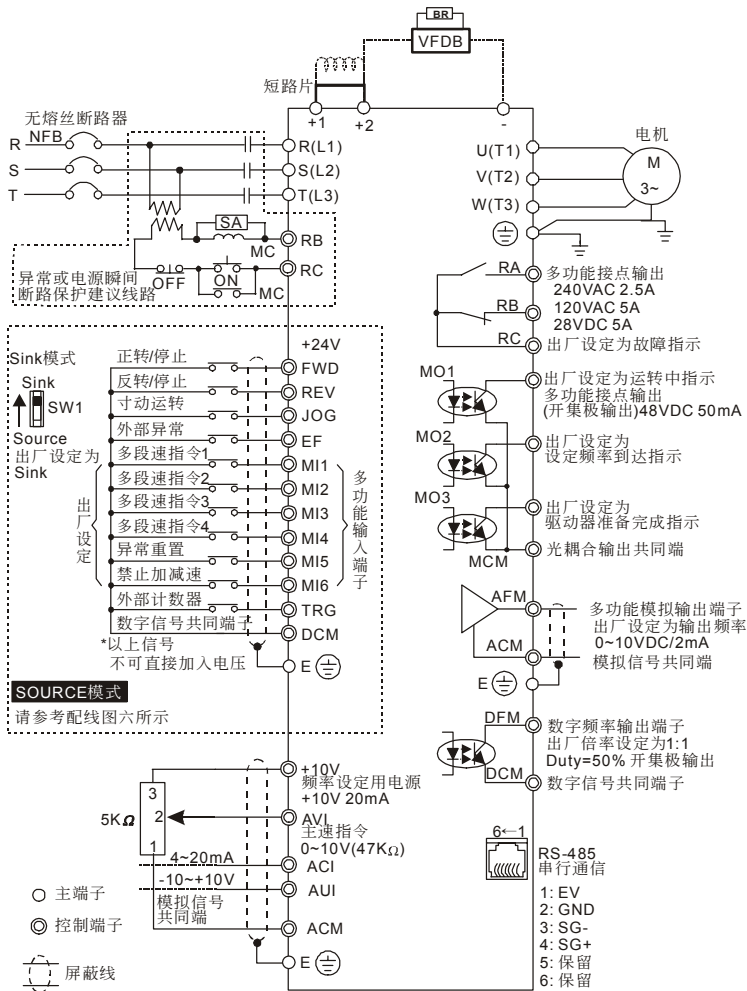 BR
VFDB
短路片
+1
+2
-
无熔丝断路器
R NFB
S
T
R(L1)
S(L2)
T(L3)
SA
MC
RB
RC
OFF
ON
MC
异常或电源瞬间
断路保护建议线路
电机
U(T1)
V(T2)
W(T3)
M
3~
RA
多功能接点输出
240VAC 2.5A
RB
120VAC 5A
28VDC 5A
RC
出厂设定为故障指示
Sink模式
Sink
SW1
Source
出厂设定为
Sink
+24V
正转/停止
FWD
反转/停止
REV
寸动运转
JOG
外部异常
EF
多段速指令1
MI1
多段速指令2
MI2
多段速指令3
MI3
多段速指令4
MI4
异常重置
MI5
禁止加减速
MI6
外部计数器
TRG
数字信号共同端子
DCM
出厂设定
多功能输入端子
*以上信号
不可直接加入电压
E
SOURCE模式
请参考配线图六所示
MO1
出厂设定为运转中指示
多功能接点输出
(开集极输出)48VDC 50mA
MO2
出厂设定为
设定频率到达指示
MO3
出厂设定为
驱动器准备完成指示
MCM
光耦合输出共同端
AFM
多功能模拟输出端子
出厂设定为输出频率
0~10VDC/2mA
ACM
模拟信号共同端
E
DFM
数字频率输出端子
出厂倍率设定为1:1
Duty=50% 开集极输出
DCM
数字信号共同端子
+10V
频率设定用电源
+10V 20mA
3
5KΩ
2
1
AVI
主速指令
0~10V(47KΩ)
4~20mA
ACI
-10~+10V
AUI
模拟信号
共同端
ACM
E
6←1
RS-485
串行通信
1: EV
2: GND
3: SG-
4: SG+
5: 保留
6: 保留
主端子
控制端子
屏蔽线